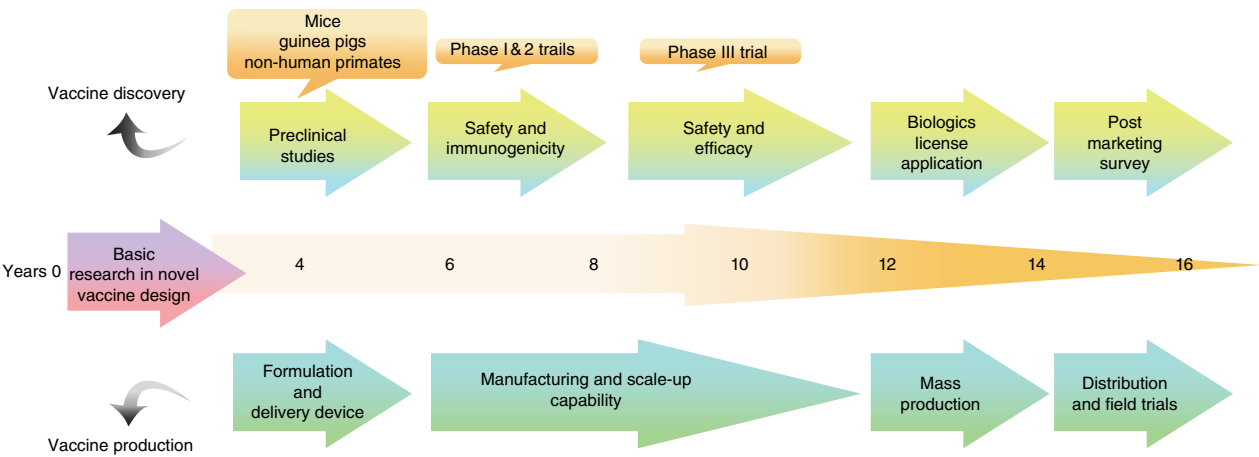 Mice
guinea pigs
non-human primates
Phase I & 2 trails
Phase III trial
Vaccine discovery
Preclinical
studies
Safety and
immunogenicity
Safety and
efficacy
Biologics
license
application
Post
marketing
survey
Years 0
Basic
research in novel
vaccine design
4
6
8
10
12
14
16
Formulation
and
delivery device
Manufacturing and scale-up
capability
Mass
production
Distribution
and field trials
Vaccine production